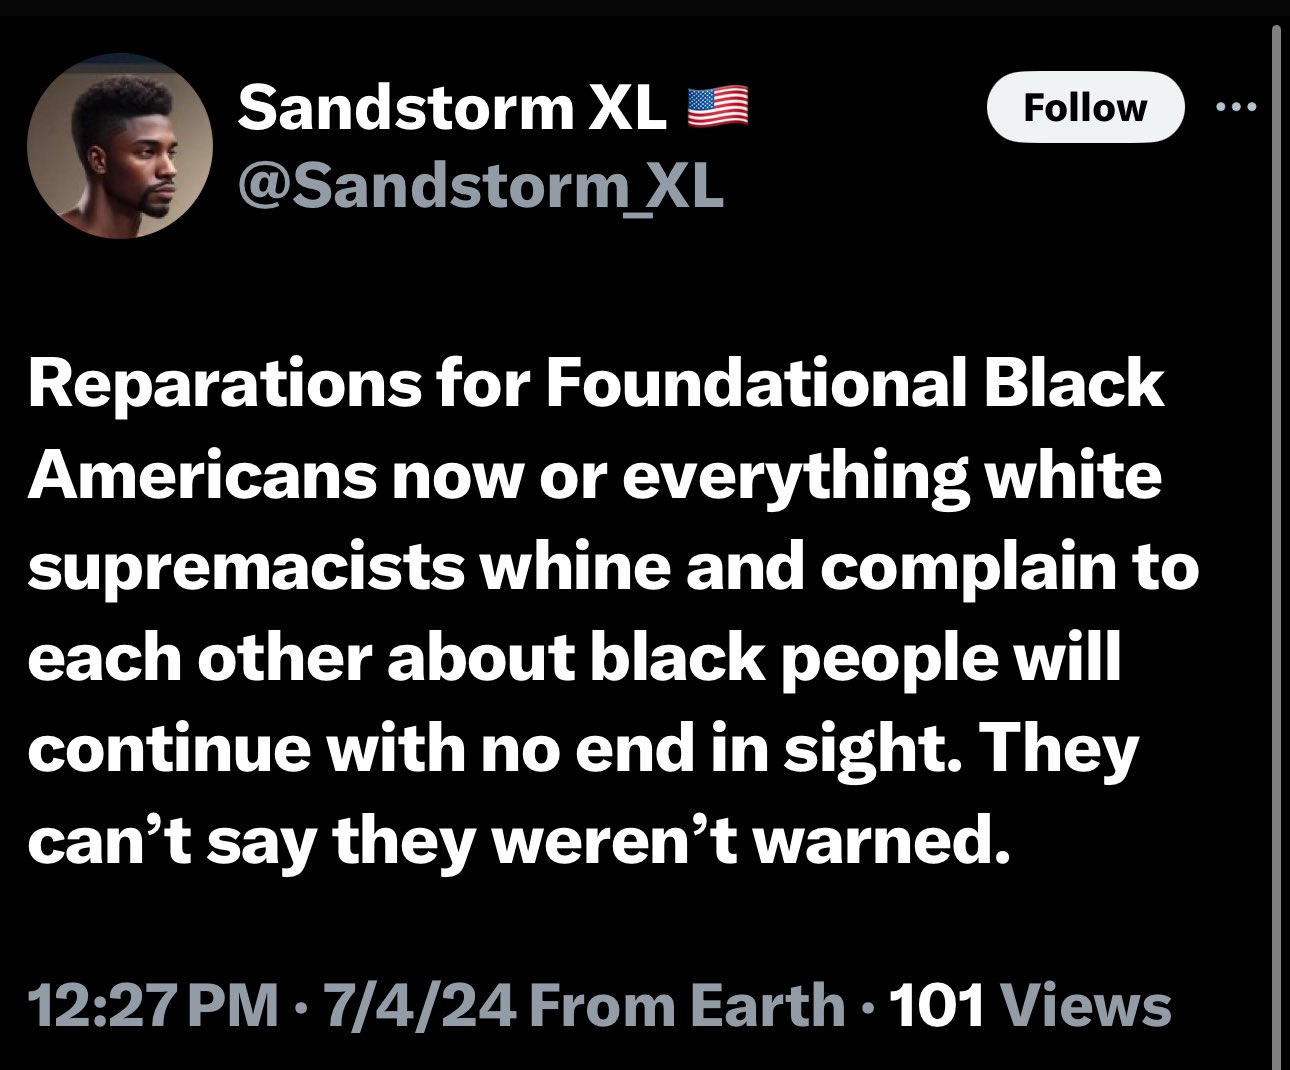 Sandstorm XL 🇺🇸
Follow
@Sandstorm_XL
Reparations for Foundational Black
Americans now or everything white
supremacists whine and complain to
each other about black people will
continue with no end in sight. They
can’t say they weren’t warned.
12:27 PM · 7/4/24 From Earth · 101 Views